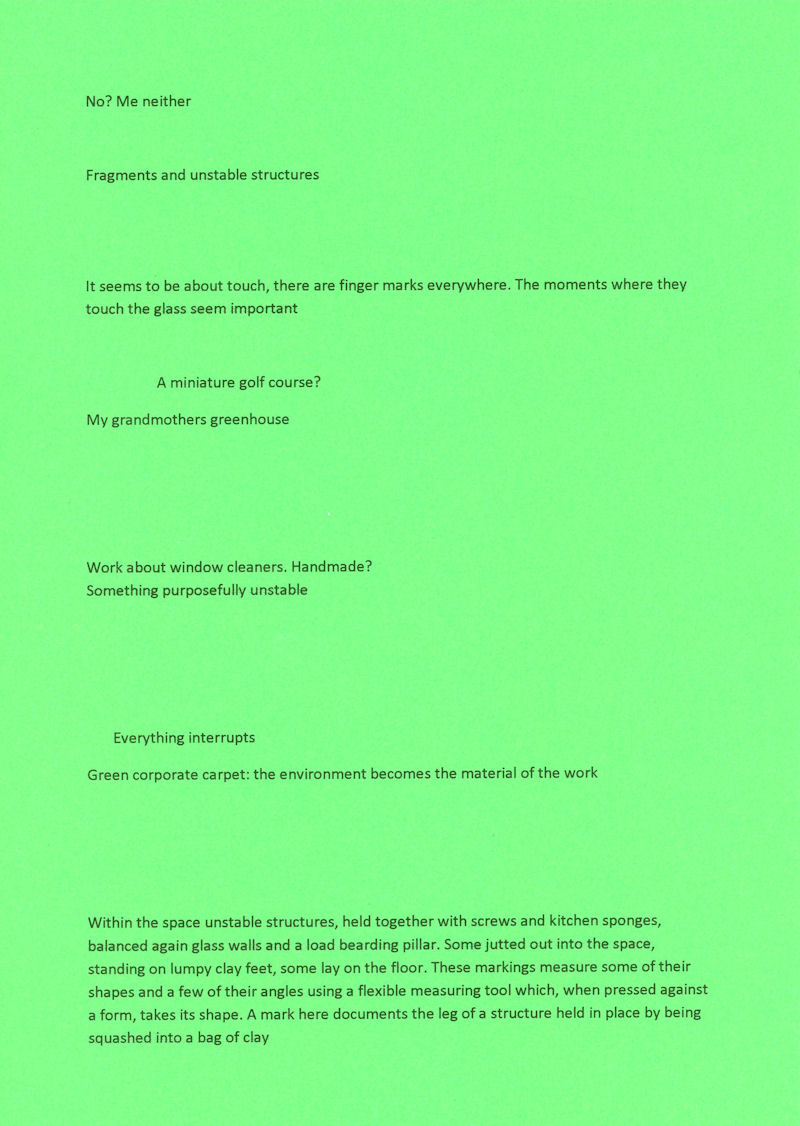 No? Me neither
Fragments and unstable structures
It seems to be about touch, there are finger marks everywhere. The moments where they
touch the glass seem important
A miniature golf course?
My grandmothers greenhouse
Work about window cleaners. Handmade?
Something purposefully unstable
Everything interrupts
Green corporate carpet: the environment becomes the material of the work
Within the space unstable structures, held together with screws and kitchen sponges,
balanced again glass walls and a load bearding pillar. Some jutted out into the space,
standing on lumpy clay feet, some lay on the floor. These markings measure some of their
shapes and a few of their angles using a flexible measuring tool which, when pressed against
a form, takes its shape. A mark here documents the leg of a structure held in place by being
squashed into a bag of clay